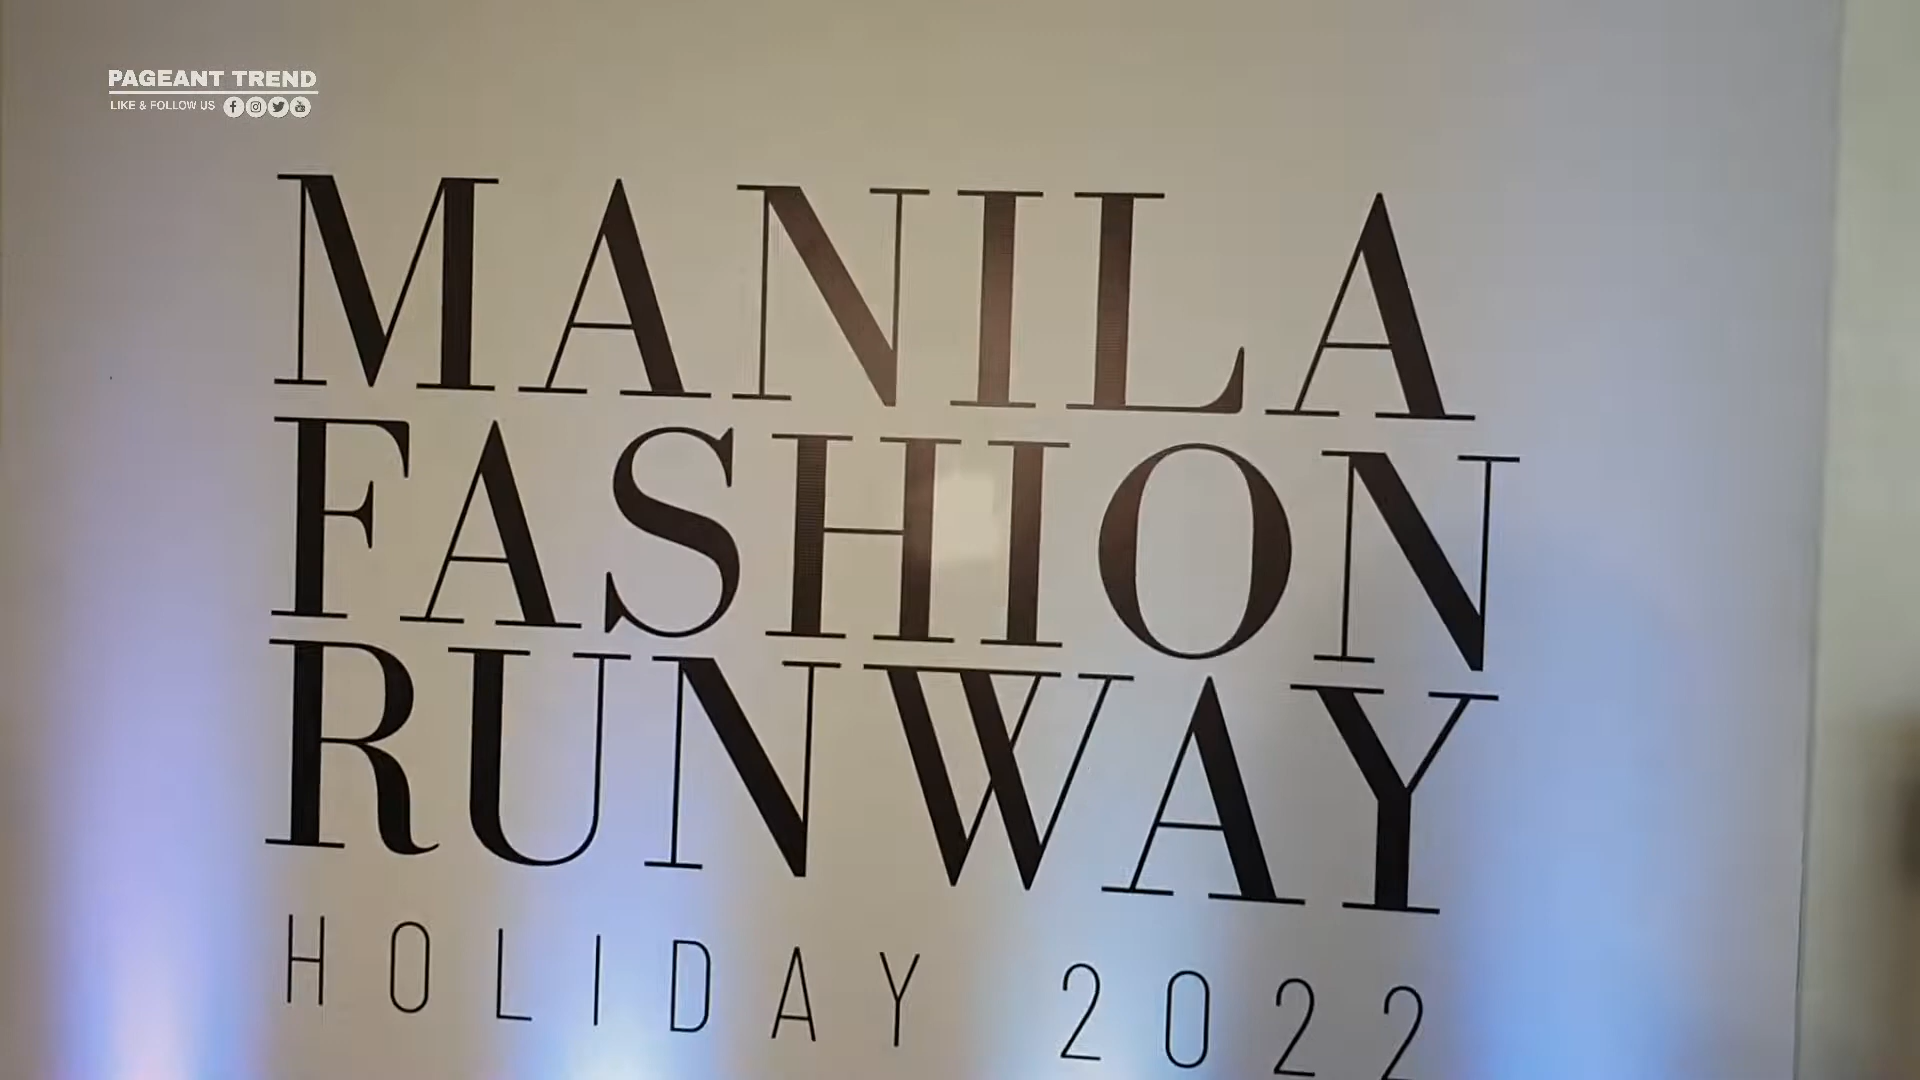 PAGEANT TREND
LIKE & FOLLOW US
MANILA
FASHION
RUNWAY
HOLIDAY 2022